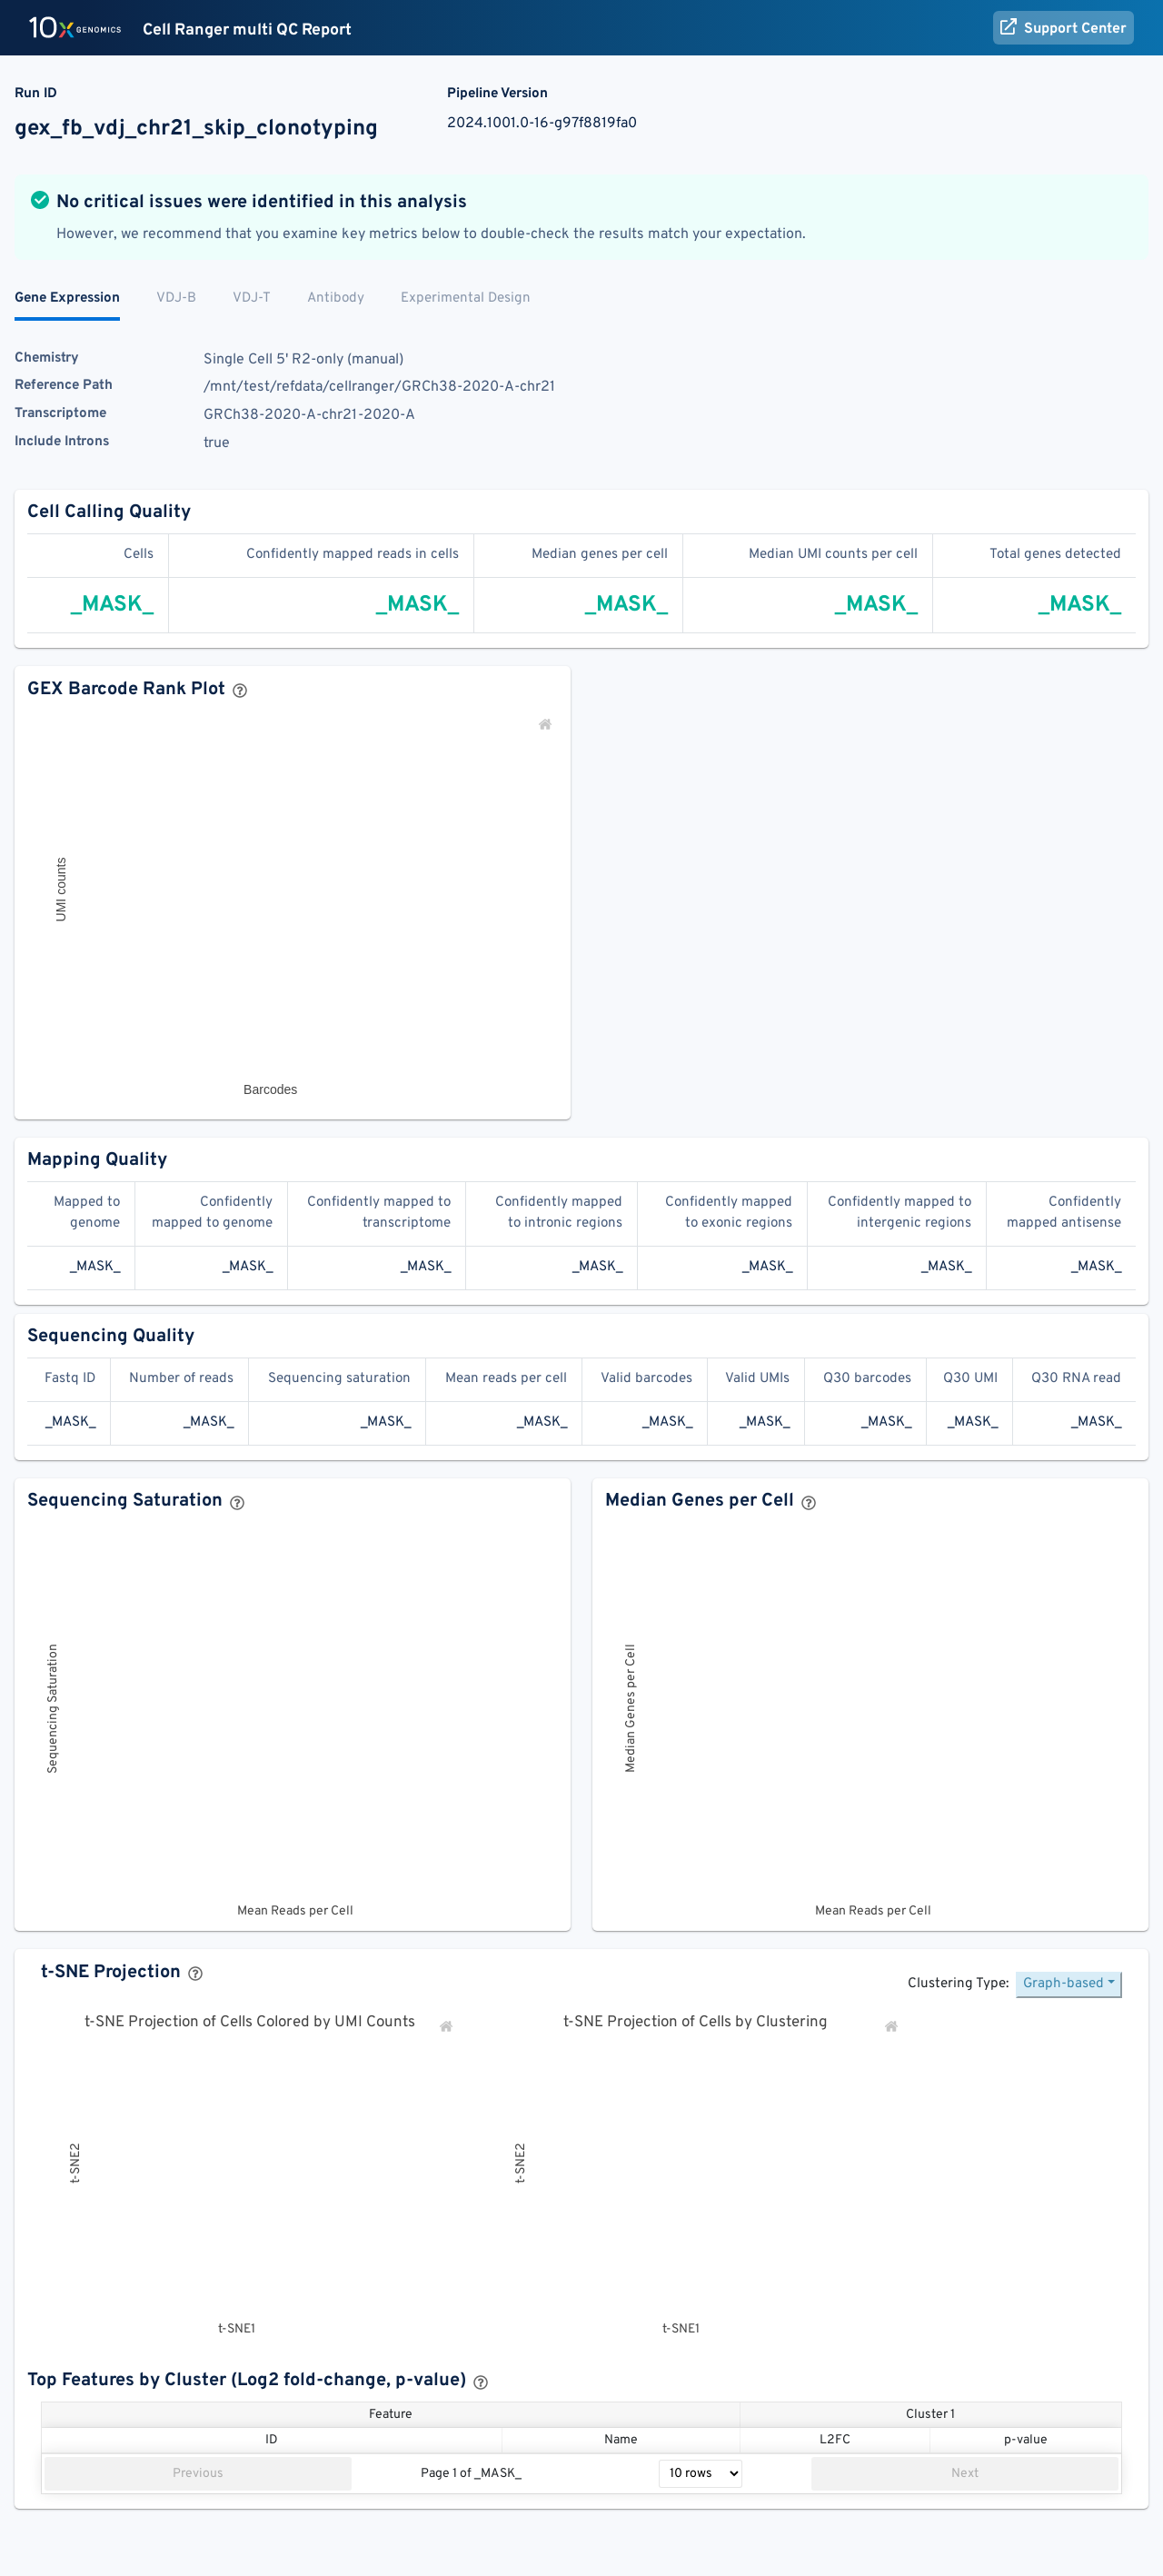 10x GENOMICS Cell Ranger multi QC Report Support Center
Run ID Pipeline Version
gex_fb_vdj_chr21_skip_clonotyping 2024.1001.0-16-g97f8819fa0
No critical issues were identified in this analysis
However, we recommend that you examine key metrics below to double-check the results match your expectation.
Gene Expression VDJ-B VDJ-T Antibody Experimental Design
Chemistry Single Cell 5' R2-only (manual)
Reference Path /mnt/test/refdata/cellranger/GRCh38-2020-A-chr21
Transcriptome GRCh38-2020-A-chr21-2020-A
Include Introns true
Cell Calling Quality
Cells Confidently mapped reads in cells Median genes per cell Median UMI counts per cell Total genes detected
_MASK_ _MASK_ _MASK_ _MASK_ _MASK_
GEX Barcode Rank Plot
UMI counts
Barcodes
Mapping Quality
Mapped to Confidently Confidently mapped to Confidently mapped Confidently mapped Confidently mapped to Confidently
genome mapped to genome transcriptome to intronic regions to exonic regions intergenic regions mapped antisense
_MASK_ _MASK_ _MASK_ _MASK_ _MASK_ _MASK_ _MASK_
Sequencing Quality
Fastq ID Number of reads Sequencing saturation Mean reads per cell Valid barcodes Valid UMIs Q30 barcodes Q30 UMI Q30 RNA read
_MASK_ _MASK_ _MASK_ _MASK_ _MASK_ _MASK_ _MASK_ _MASK_ _MASK_
Sequencing Saturation
Sequencing Saturation
Mean Reads per Cell
Median Genes per Cell
Median Genes per Cell
Mean Reads per Cell
t-SNE Projection
Clustering Type: Graph-based
t-SNE Projection of Cells Colored by UMI Counts
t-SNE2
t-SNE1
t-SNE Projection of Cells by Clustering
t-SNE2
t-SNE1
Top Features by Cluster (Log2 fold-change, p-value)
Feature Cluster 1
ID Name L2FC p-value
Previous Page 1 of _MASK_ 10 rows Next